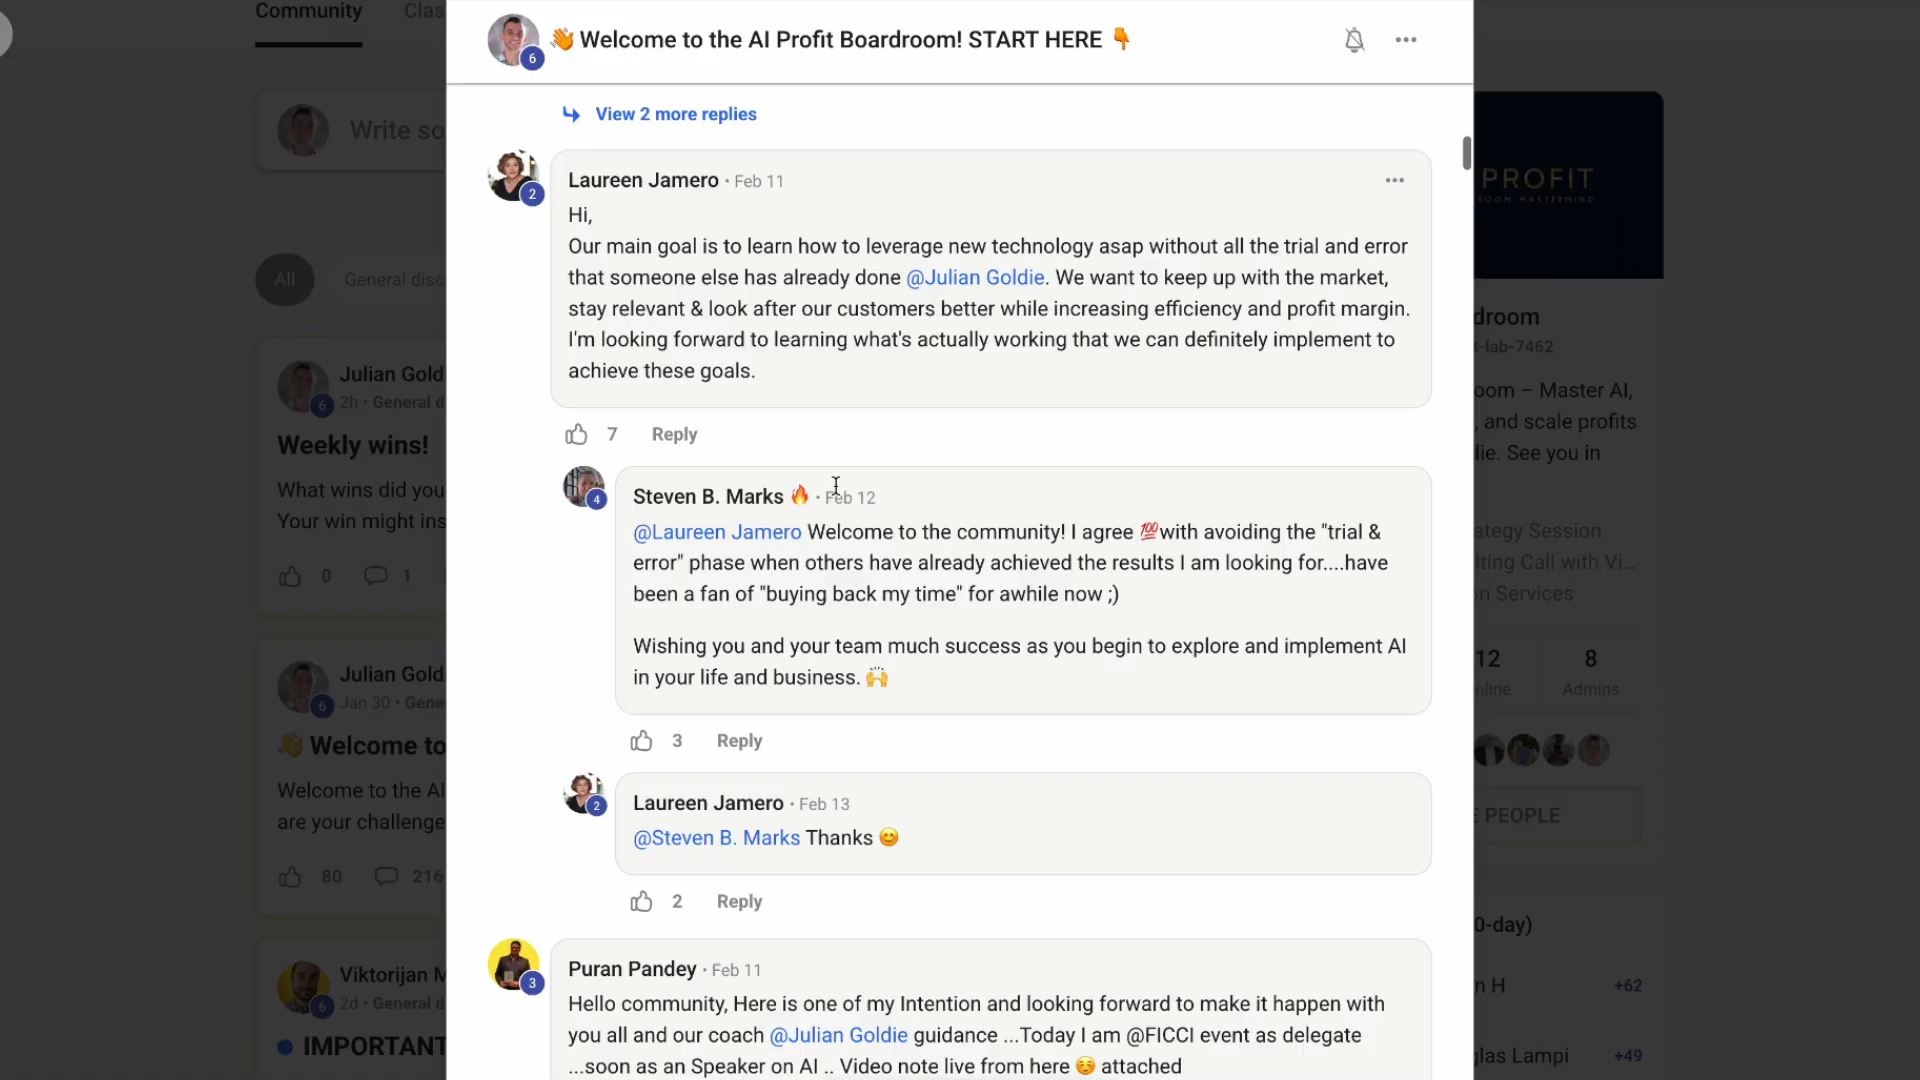 Community
Clas
👋 Welcome to the AI Profit Boardroom! START HERE 👇
6
Write so
All
General disc
Julian Gold
6
2h · General d
Weekly wins!
What wins did you
Your win might ins
0
1
Julian Gold
6
Jan 30 · Gene
👋 Welcome to
Welcome to the AI
are your challenge
80
216
Viktorijan M
6
2d · General d
IMPORTANT
View 2 more replies
2
Laureen Jamero · Feb 11
Hi,
Our main goal is to learn how to leverage new technology asap without all the trial and error
that someone else has already done @Julian Goldie. We want to keep up with the market,
stay relevant & look after our customers better while increasing efficiency and profit margin.
I'm looking forward to learning what's actually working that we can definitely implement to
achieve these goals.
7 Reply
4
Steven B. Marks 🔥 · Feb 12
@Laureen Jamero Welcome to the community! I agree 💯with avoiding the "trial &
error" phase when others have already achieved the results I am looking for....have
been a fan of "buying back my time" for awhile now ;)
Wishing you and your team much success as you begin to explore and implement AI
in your life and business. 🙌
3 Reply
2
Laureen Jamero · Feb 13
@Steven B. Marks Thanks 😊
2 Reply
3
Puran Pandey · Feb 11
Hello community, Here is one of my Intention and looking forward to make it happen with
you all and our coach @Julian Goldie guidance ...Today I am @FICCI event as delegate
...soon as an Speaker on AI .. Video note live from here ☺️ attached
PROFIT
OOM MASTERMIND
droom
t-lab-7462
oom – Master AI,
, and scale profits
die. See you in
ategy Session
lting Call with Vi...
n Services
12
nline
8
Admins
E PEOPLE
0-day)
n H
+62
glas Lampi
+49